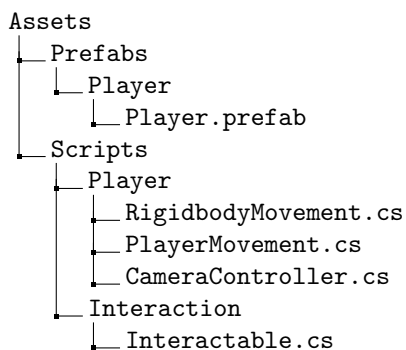 Assets
Prefabs
Player
Player.prefab
Scripts
Player
RigidbodyMovement.cs
PlayerMovement.cs
CameraController.cs
Interaction
Interactable.cs